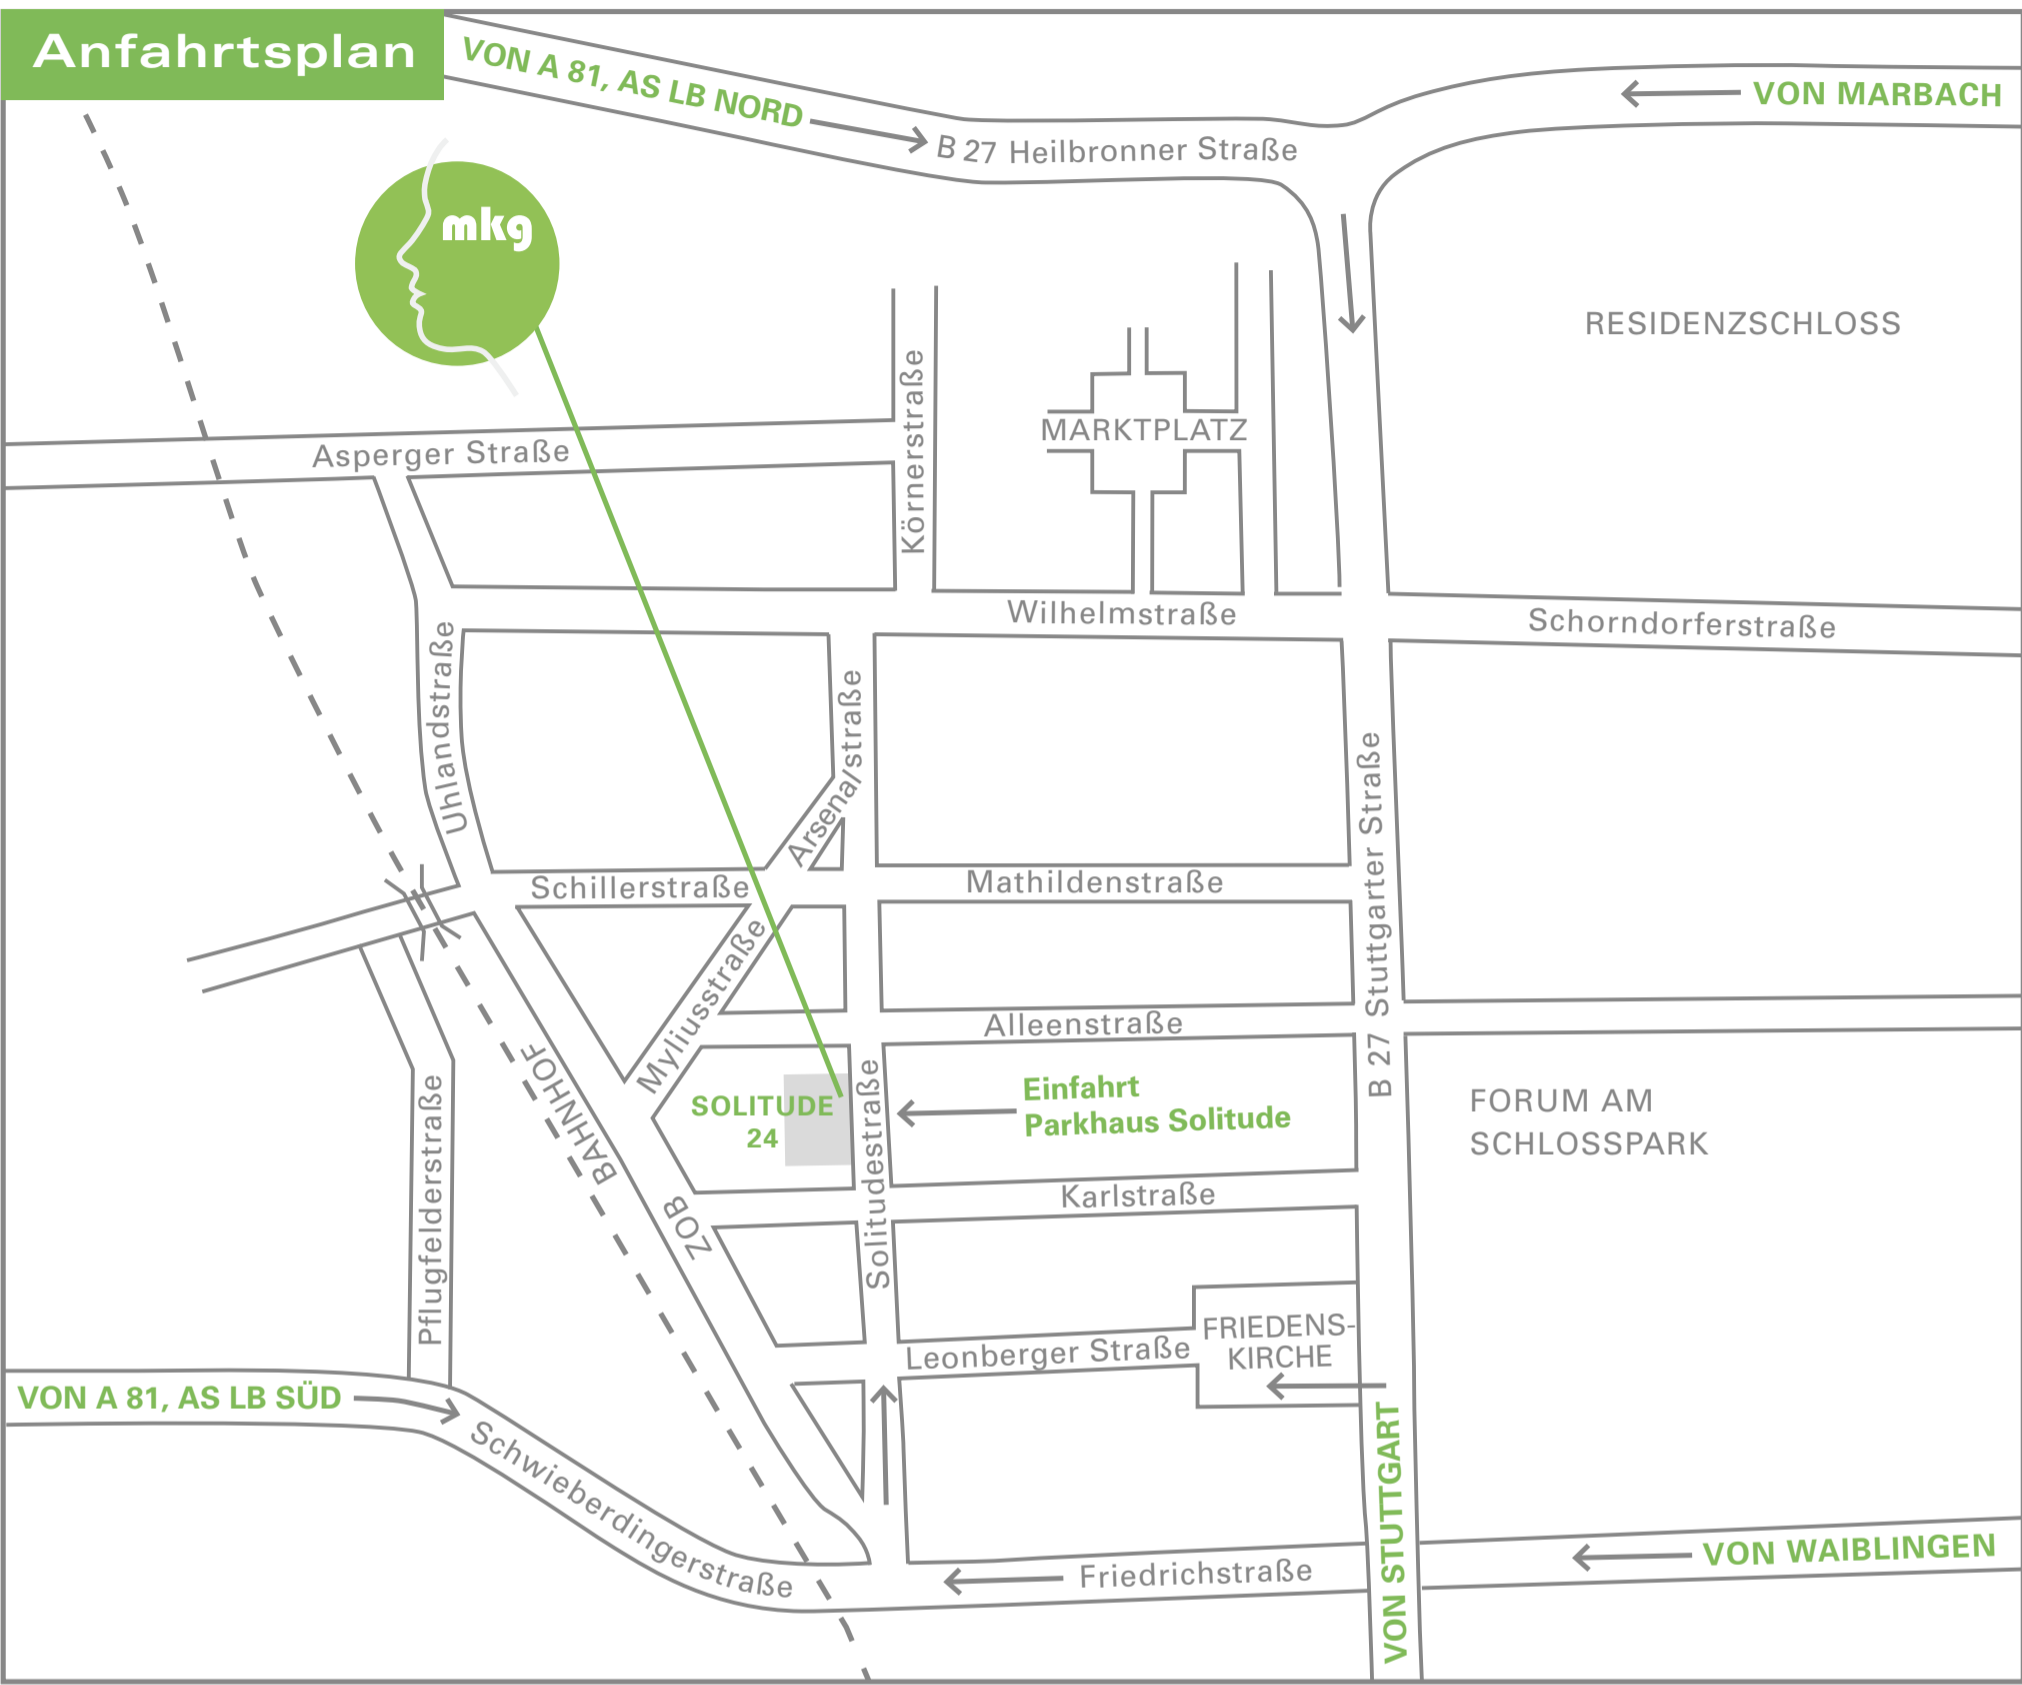 Anfahrtsplan
VON A 81, AS LB NORD
B 27 Heilbronner Straße
VON MARBACH
mkg
RESIDENZSCHLOSS
Körnerstraße
MARKTPLATZ
Asperger Straße
Wilhelmstraße
Schorndorferstraße
Uhlandstraße
Arsenalstraße
B 27 Stuttgarter Straße
Schillerstraße
Mathildenstraße
Myliusstraße
Alleenstraße
BAHNHOF
Pflugfelderstraße
SOLITUDE
24
Solitudestraße
Einfahrt
Parkhaus Solitude
FORUM AM
SCHLOSSPARK
ZOB
Karlstraße
Leonberger Straße
FRIEDENS-
KIRCHE
VON A 81, AS LB SÜD
Schwieberdingerstraße
VON STUTTGART
Friedrichstraße
VON WAIBLINGEN